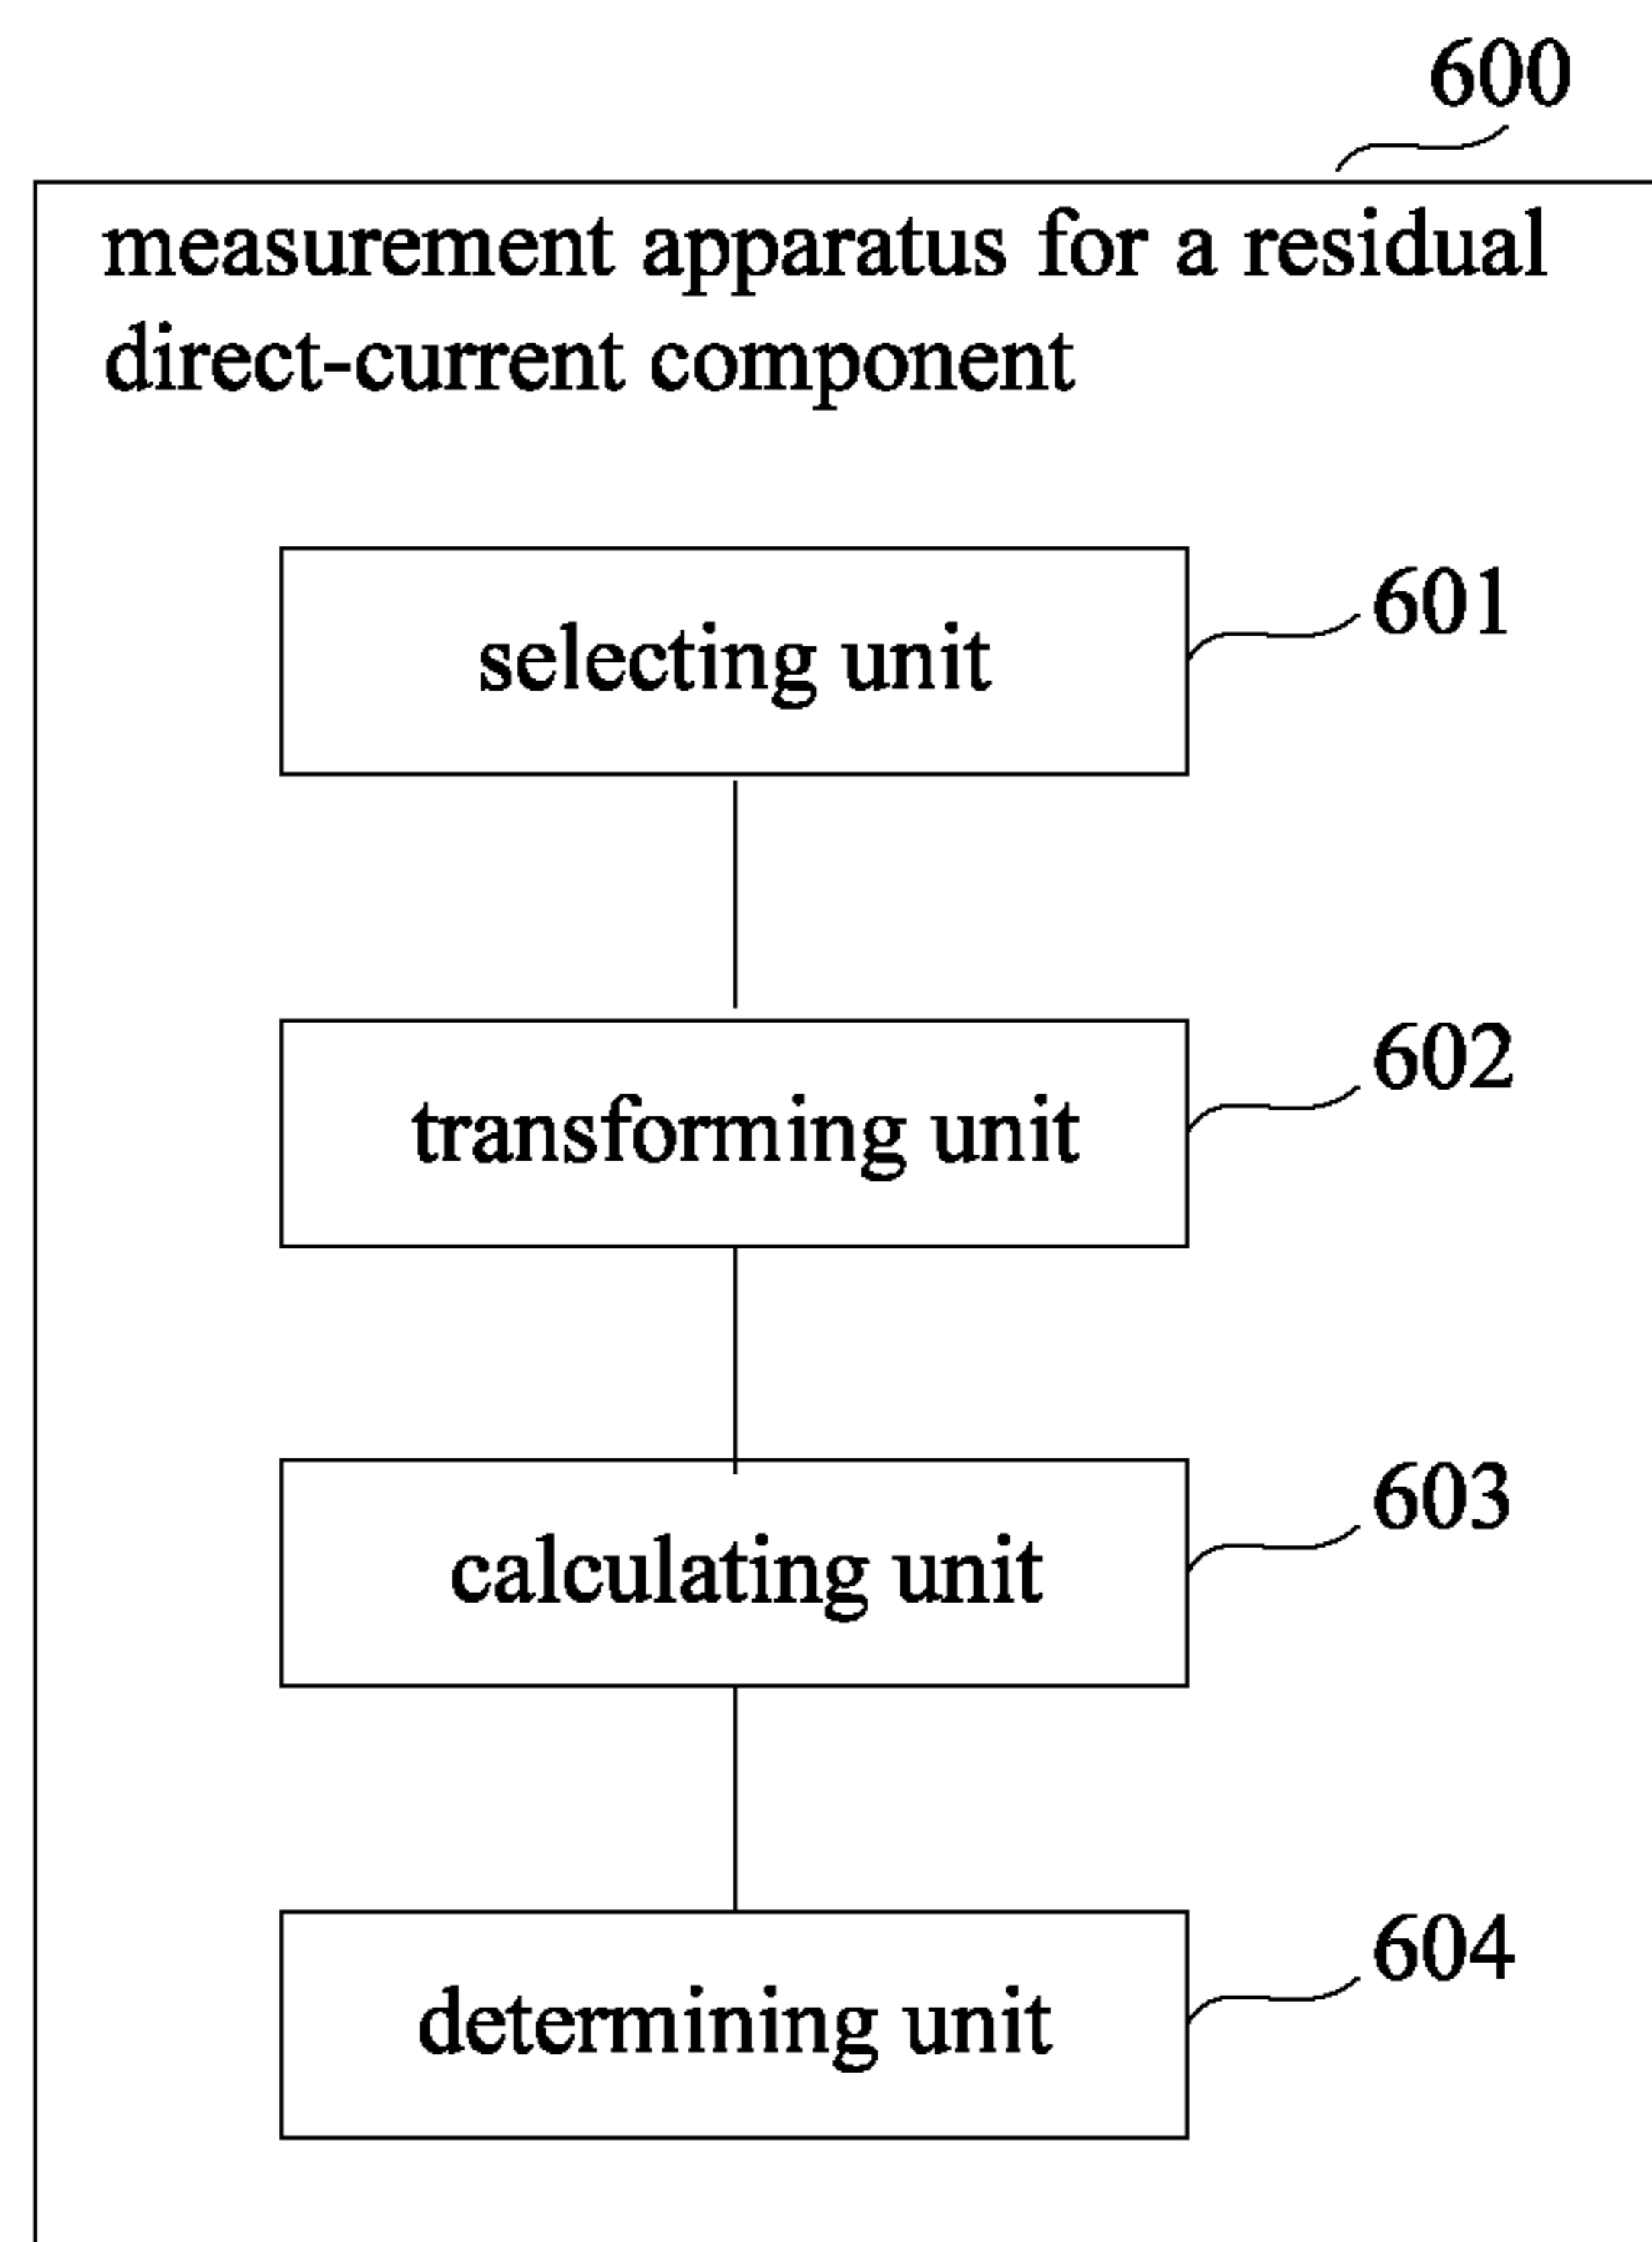 600
measurement apparatus for a residual
direct-current component
selecting unit
601
transforming unit
602
calculating unit
603
determining unit
604